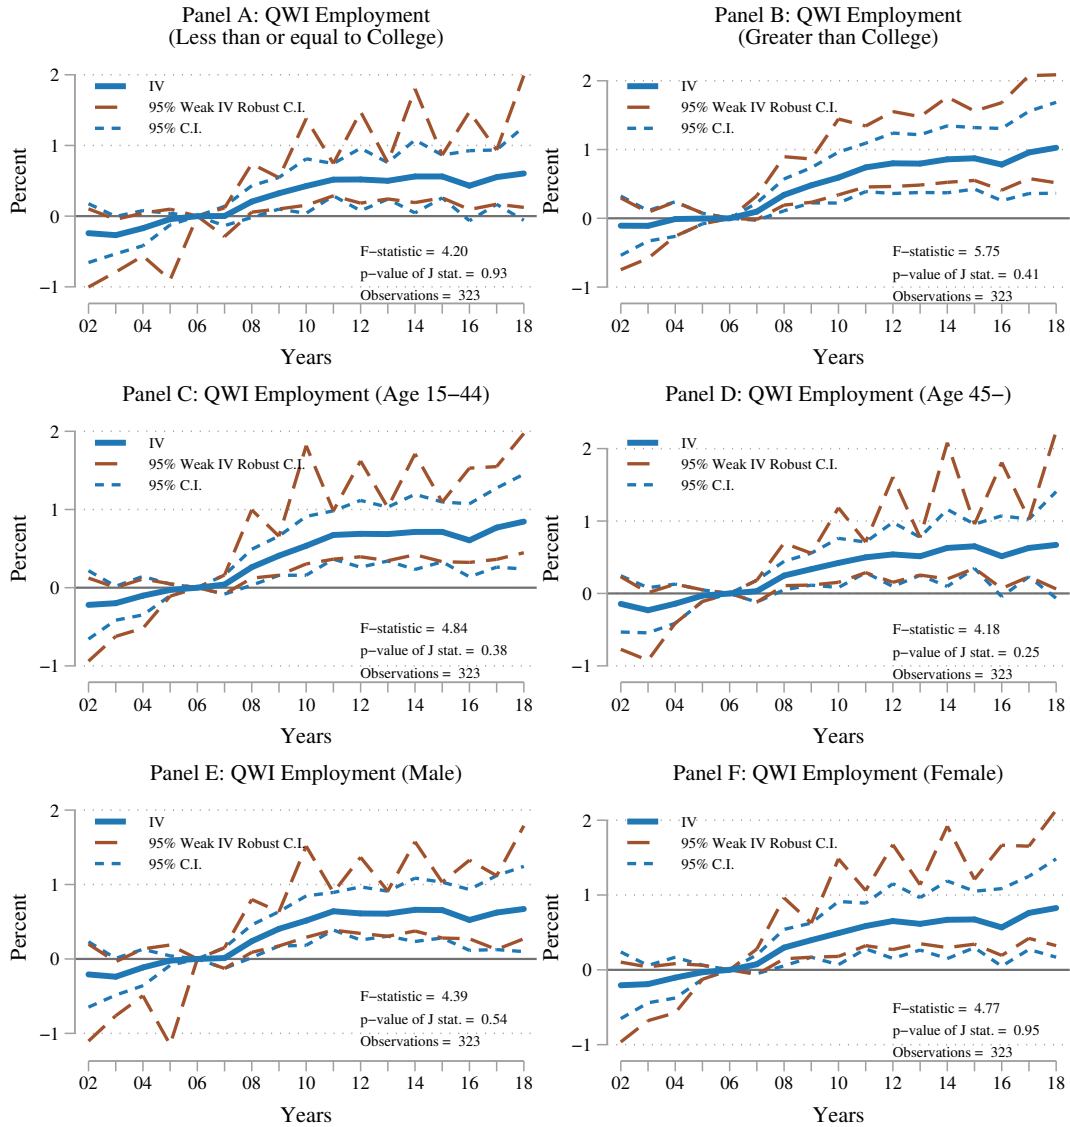 Panel A: QWI Employment
(Less than or equal to College)
2
1
0
−1
Percent
IV
95% Weak IV Robust C.I.
95% C.I.
F−statistic = 4.20
p−value of J stat. = 0.93
Observations = 323
02 04 06 08 10 12 14 16 18
Years
Panel B: QWI Employment
(Greater than College)
2
1
0
−1
Percent
IV
95% Weak IV Robust C.I.
95% C.I.
F−statistic = 5.75
p−value of J stat. = 0.41
Observations = 323
02 04 06 08 10 12 14 16 18
Years
Panel C: QWI Employment (Age 15−44)
2
1
0
−1
Percent
IV
95% Weak IV Robust C.I.
95% C.I.
F−statistic = 4.84
p−value of J stat. = 0.38
Observations = 323
02 04 06 08 10 12 14 16 18
Years
Panel D: QWI Employment (Age 45−)
2
1
0
−1
Percent
IV
95% Weak IV Robust C.I.
95% C.I.
F−statistic = 4.18
p−value of J stat. = 0.25
Observations = 323
02 04 06 08 10 12 14 16 18
Years
Panel E: QWI Employment (Male)
2
1
0
−1
Percent
IV
95% Weak IV Robust C.I.
95% C.I.
F−statistic = 4.39
p−value of J stat. = 0.54
Observations = 323
02 04 06 08 10 12 14 16 18
Years
Panel F: QWI Employment (Female)
2
1
0
−1
Percent
IV
95% Weak IV Robust C.I.
95% C.I.
F−statistic = 4.77
p−value of J stat. = 0.95
Observations = 323
02 04 06 08 10 12 14 16 18
Years